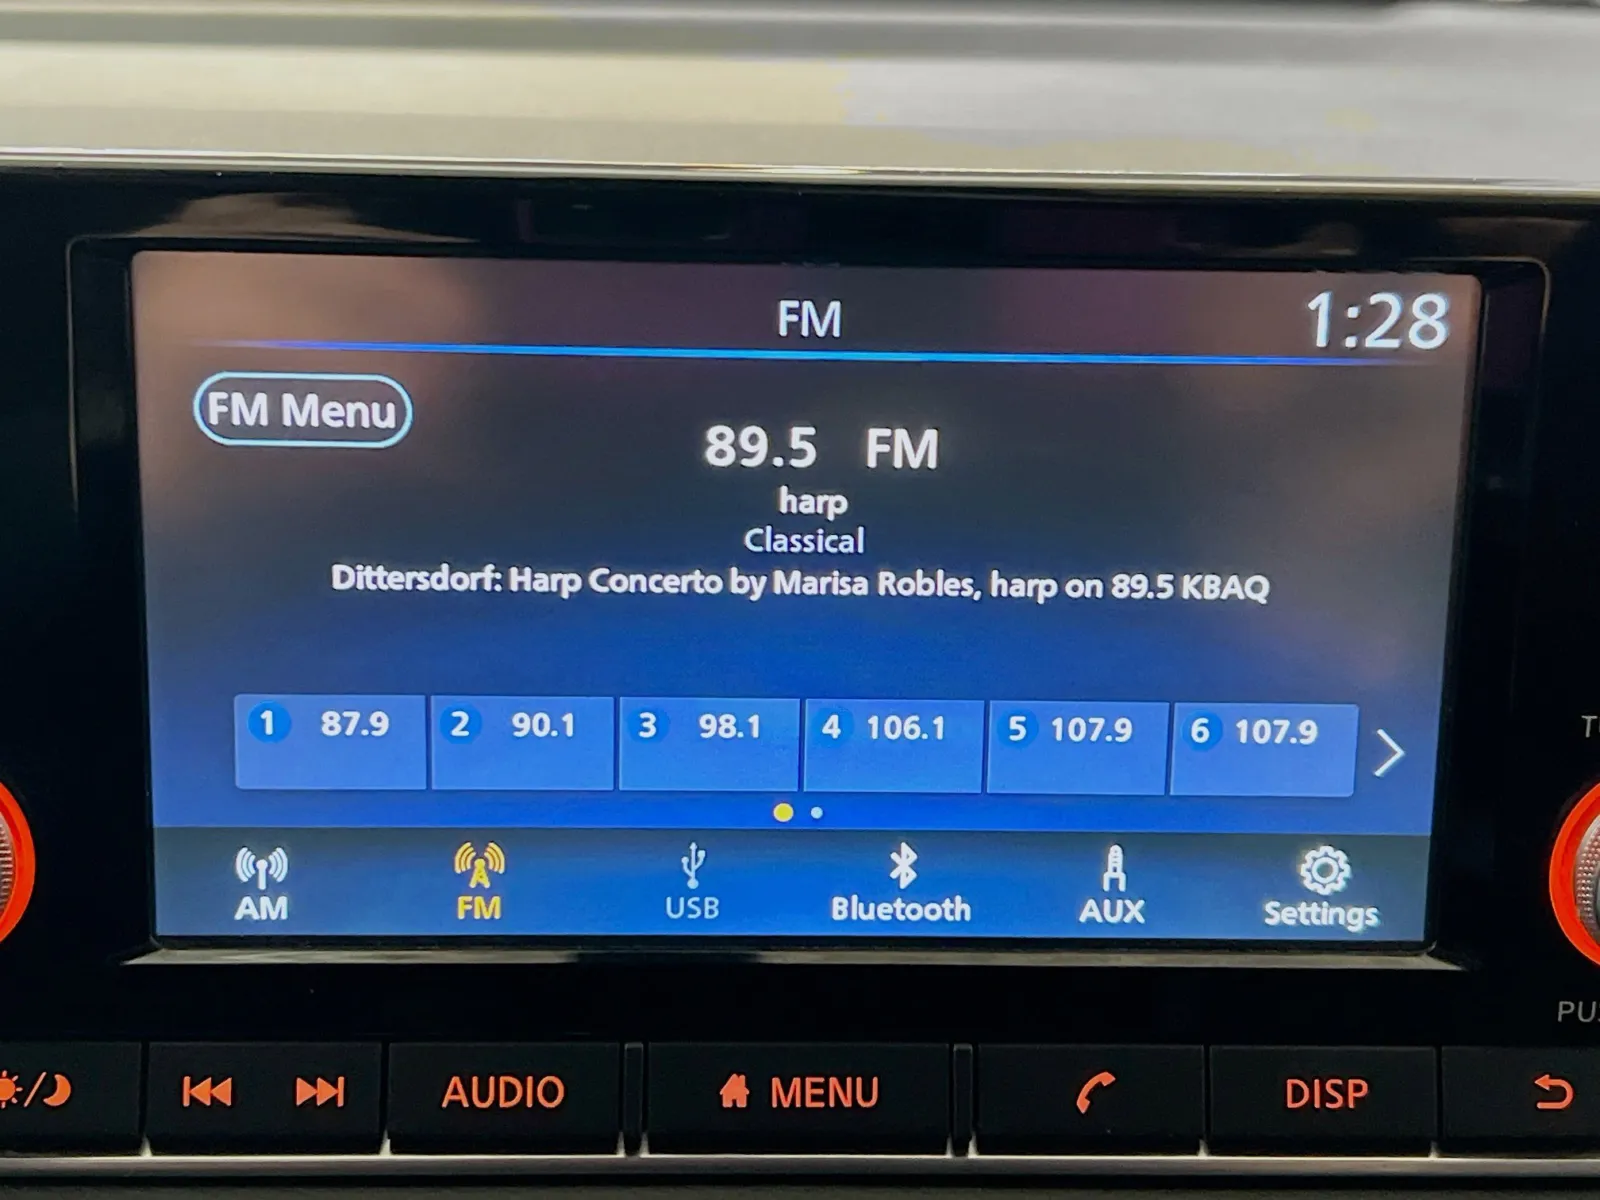 FM
1:28
FM Menu
89.5 FM
harp
Classical
Dittersdorf: Harp Concerto by Marisa Robles, harp on 89.5 KBAQ
1 87.9 2 90.1 3 98.1 4 106.1 5 107.9 6 107.9
AM FM USB Bluetooth AUX Settings
AUDIO MENU DISP